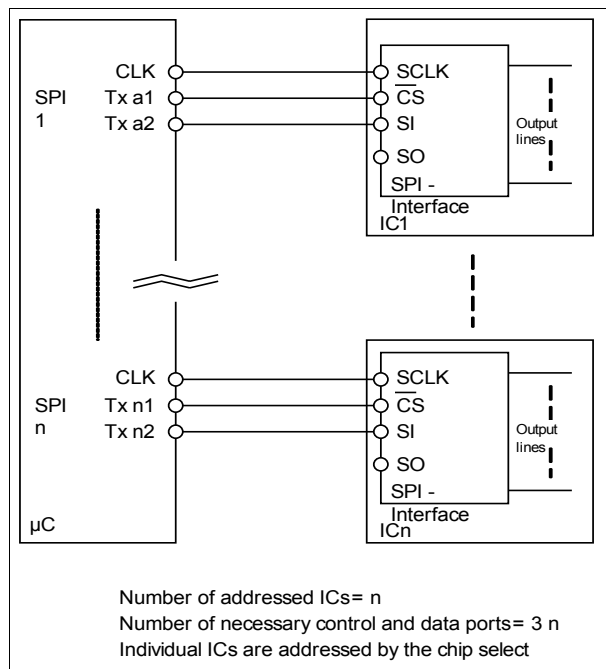 CLK
SPI
1
Tx a1
Tx a2
SCLK
CS
SI
SO
SPI -
Interface
IC1
Output
lines
CLK
SPI
n
Tx n1
Tx n2
µC
SCLK
CS
SI
SO
SPI -
Interface
ICn
Output
lines
Number of addressed ICs= n
Number of necessary control and data ports= 3 n
Individual ICs are addressed by the chip select